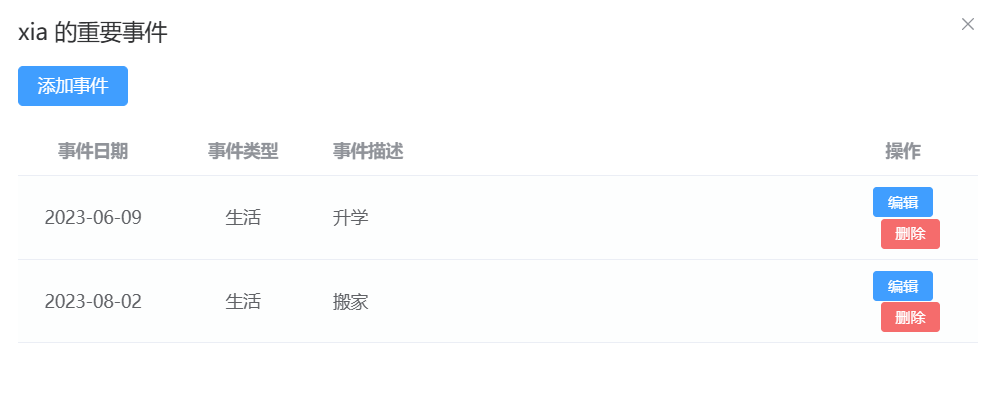 xia 的重要事件
添加事件
事件日期 事件类型 事件描述 操作
2023-06-09 生活 升学 编辑
删除
2023-08-02 生活 搬家 编辑
删除